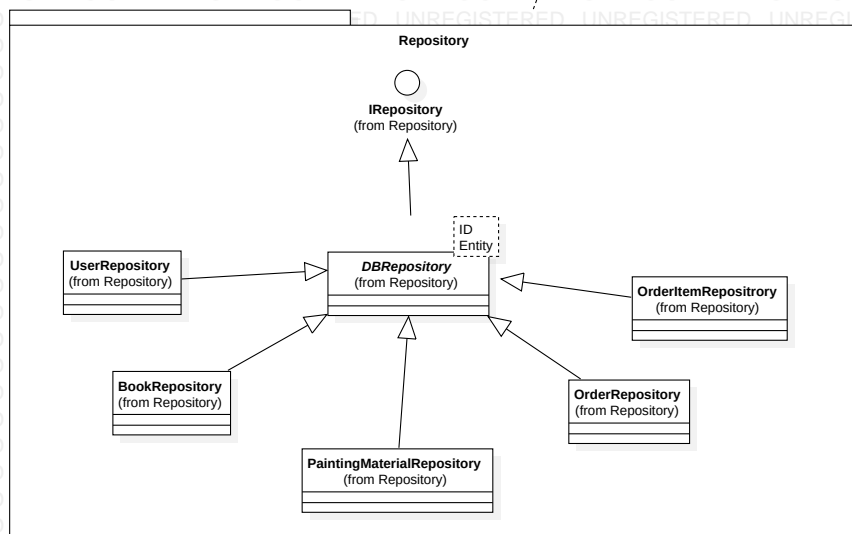 ED UNREGISTERED UNREGISTERED UNREGI
Repository
IRepository
(from Repository)
ID
Entity
DBRepository
(from Repository)
UserRepository
(from Repository)
OrderItemRepositrory
(from Repository)
BookRepository
(from Repository)
OrderRepository
(from Repository)
PaintingMaterialRepository
(from Repository)